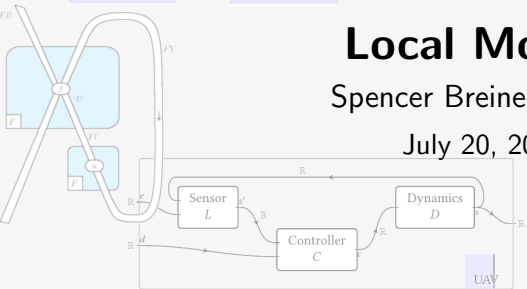 Local Mo
Spencer Breine
July 20, 20
FB
FV
f
U
F
FU
u
F
ℝ
ℝ e
Sensor
L
s′
ℝ
Dynamics
D
s
ℝ
ℝ d
Controller
C
c
ℝ
UAV